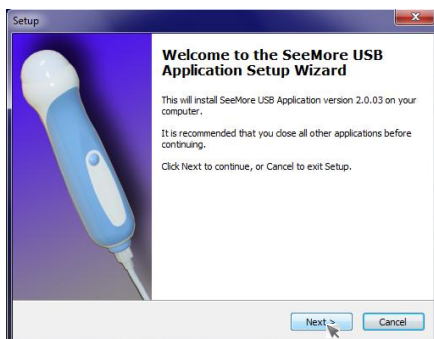 Setup
Welcome to the SeeMore USB
Application Setup Wizard
This will install SeeMore USB Application version 2.0.03 on your
computer.
It is recommended that you close all other applications before
continuing.
Click Next to continue, or Cancel to exit Setup.
Next >
Cancel